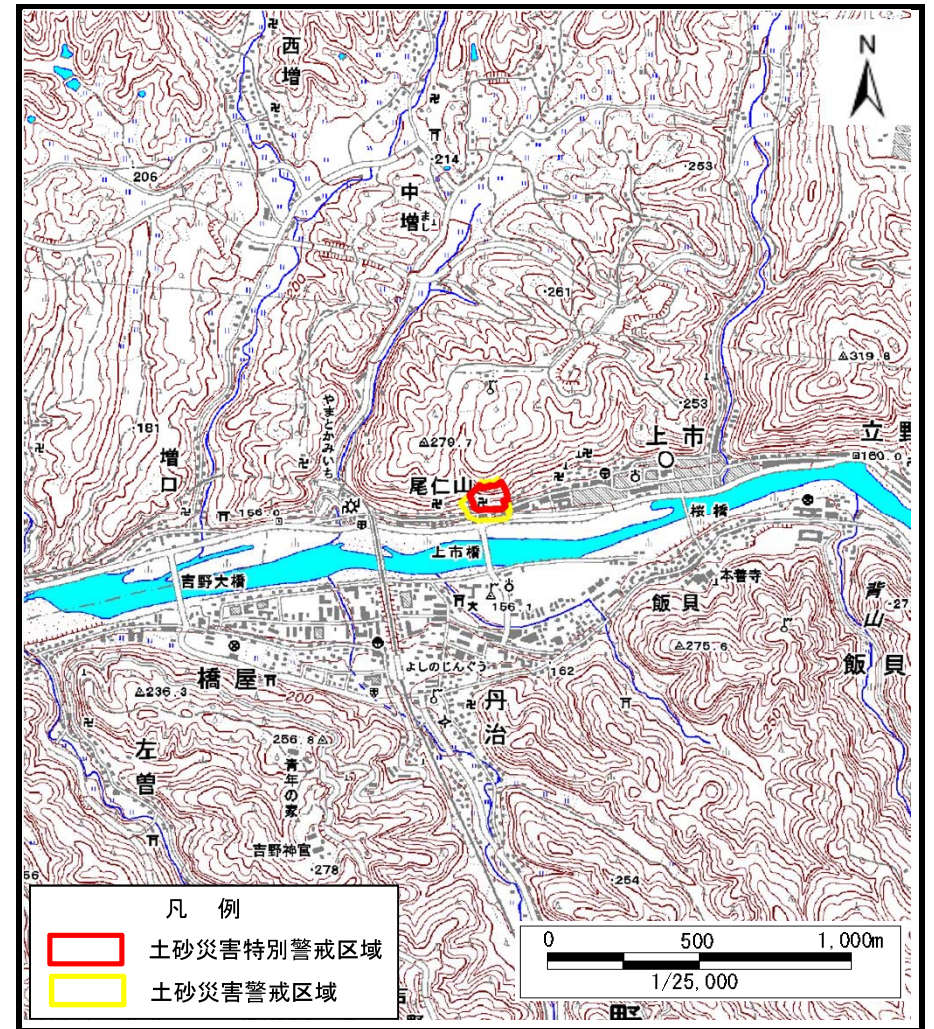 西増
N
214
253
206
中増
まし
200
261
319.8
253
やまとかみいち
181
上市
立野
279.7
増口
160.0
尾仁山
156.0
桜橋
上市橋
吉野大橋
本善寺
大
156.1
飯貝
背山
27
275.6
よしのじんぐう
162
飯貝
橋屋
200
236.3
丹治
左曽
256.8
青年の家
吉野神宮
278
254
56
凡 例
土砂災害特別警戒区域
土砂災害警戒区域
0 500 1,000m
1/25,000